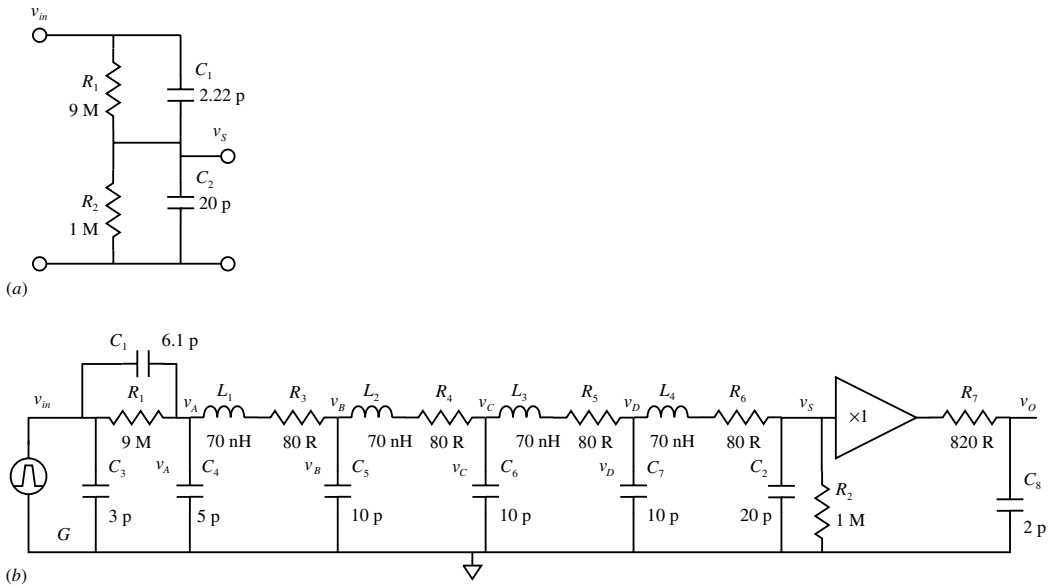 v_in
R_1
9 M
C_1
2.22 p
v_S
R_2
1 M
C_2
20 p
(a)
C_1
6.1 p
v_in
R_1
9 M
v_A
L_1
70 nH
R_3
80 R
v_B
L_2
70 nH
R_4
80 R
v_C
L_3
70 nH
R_5
80 R
v_D
L_4
70 nH
R_6
80 R
v_S
×1
R_7
820 R
v_O
C_3
3 p
v_A
C_4
5 p
v_B
C_5
10 p
v_C
C_6
10 p
v_D
C_7
10 p
C_2
20 p
R_2
1 M
C_8
2 p
G
(b)